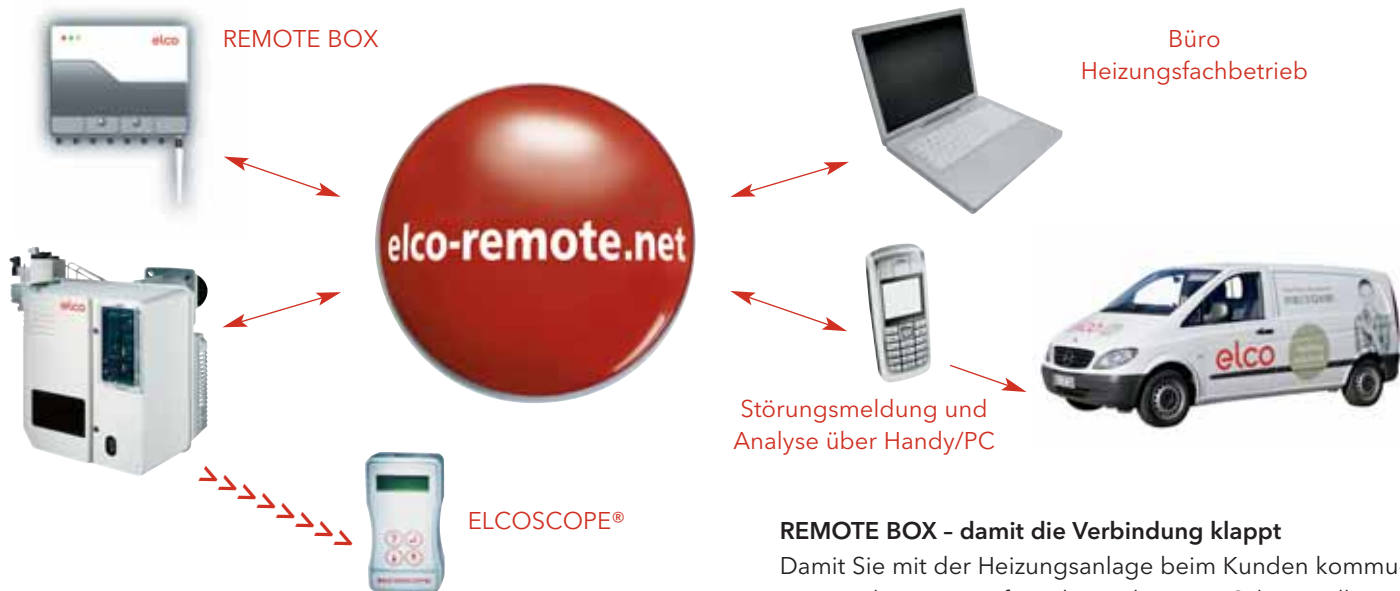 elco
REMOTE BOX
Büro
Heizungsfachbetrieb
elco-remote.net
elco
elco
Störungsmeldung und
Analyse über Handy/PC
ELCOSCOPE®
REMOTE BOX – damit die Verbindung klappt
Damit Sie mit der Heizungsanlage beim Kunden kommu